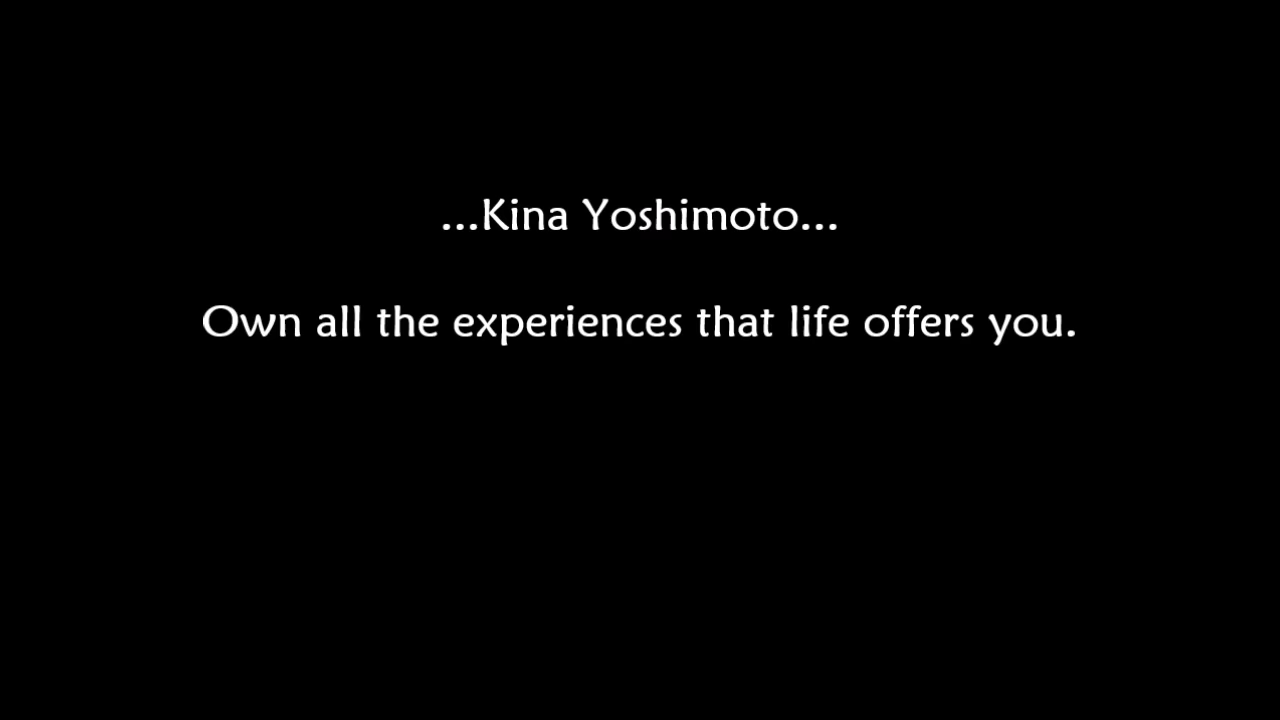 ...Kina Yoshimoto...
Own all the experiences that life offers you.